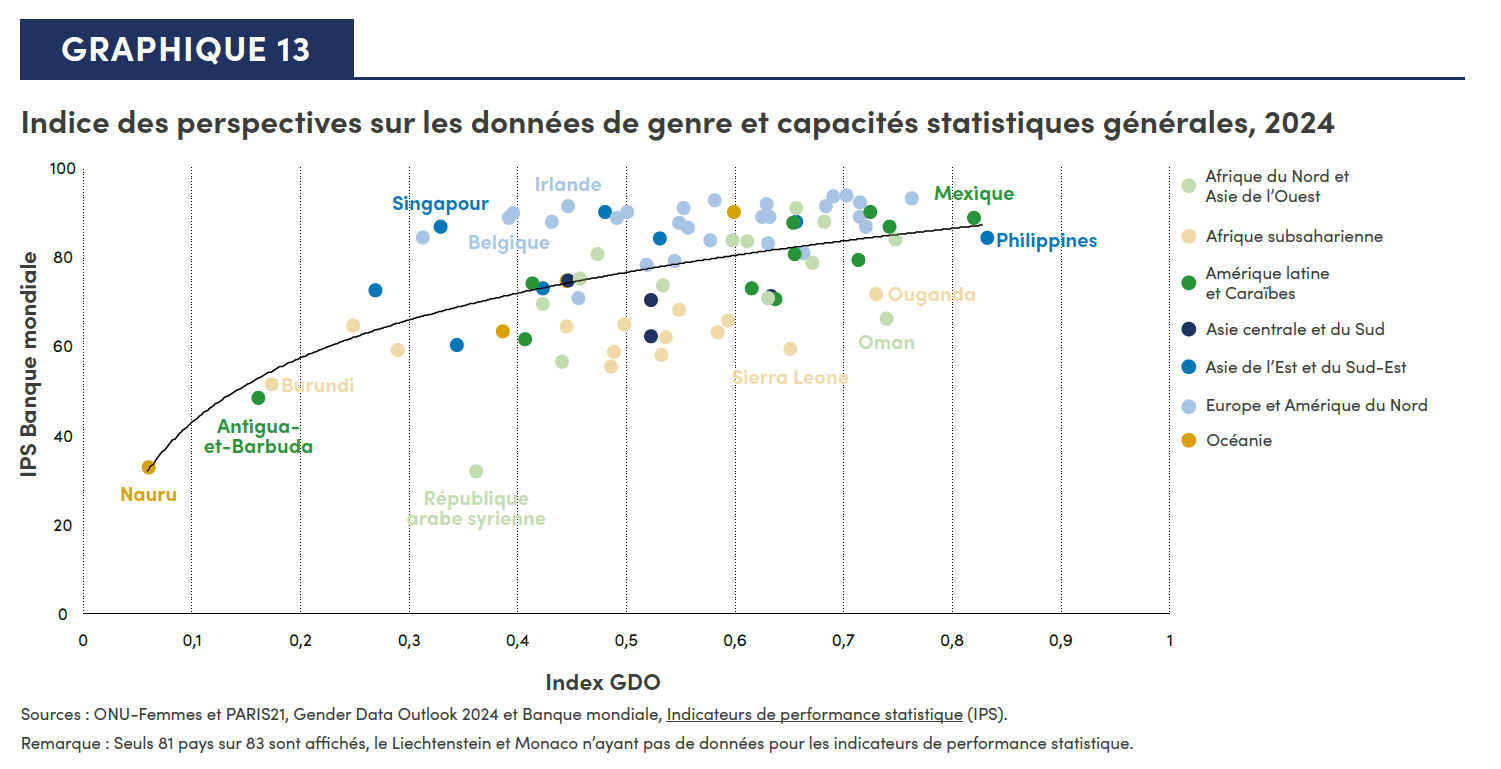 GRAPHIQUE 13
Indice des perspectives sur les données de genre et capacités statistiques générales, 2024
IPS Banque mondiale
100
80
60
40
20
0
0
0,1
0,2
0,3
0,4
0,5
0,6
0,7
0,8
0,9
1
Index GDO
Irlande
Singapour
Belgique
Mexique
Philippines
Ouganda
Oman
Sierra Leone
Burundi
Antigua-
et-Barbuda
Nauru
République
arabe syrienne
Afrique du Nord et
Asie de l’Ouest
Afrique subsaharienne
Amérique latine
et Caraïbes
Asie centrale et du Sud
Asie de l’Est et du Sud-Est
Europe et Amérique du Nord
Océanie
Sources : ONU-Femmes et PARIS21, Gender Data Outlook 2024 et Banque mondiale, Indicateurs de performance statistique (IPS).
Remarque : Seuls 81 pays sur 83 sont affichés, le Liechtenstein et Monaco n’ayant pas de données pour les indicateurs de performance statistique.